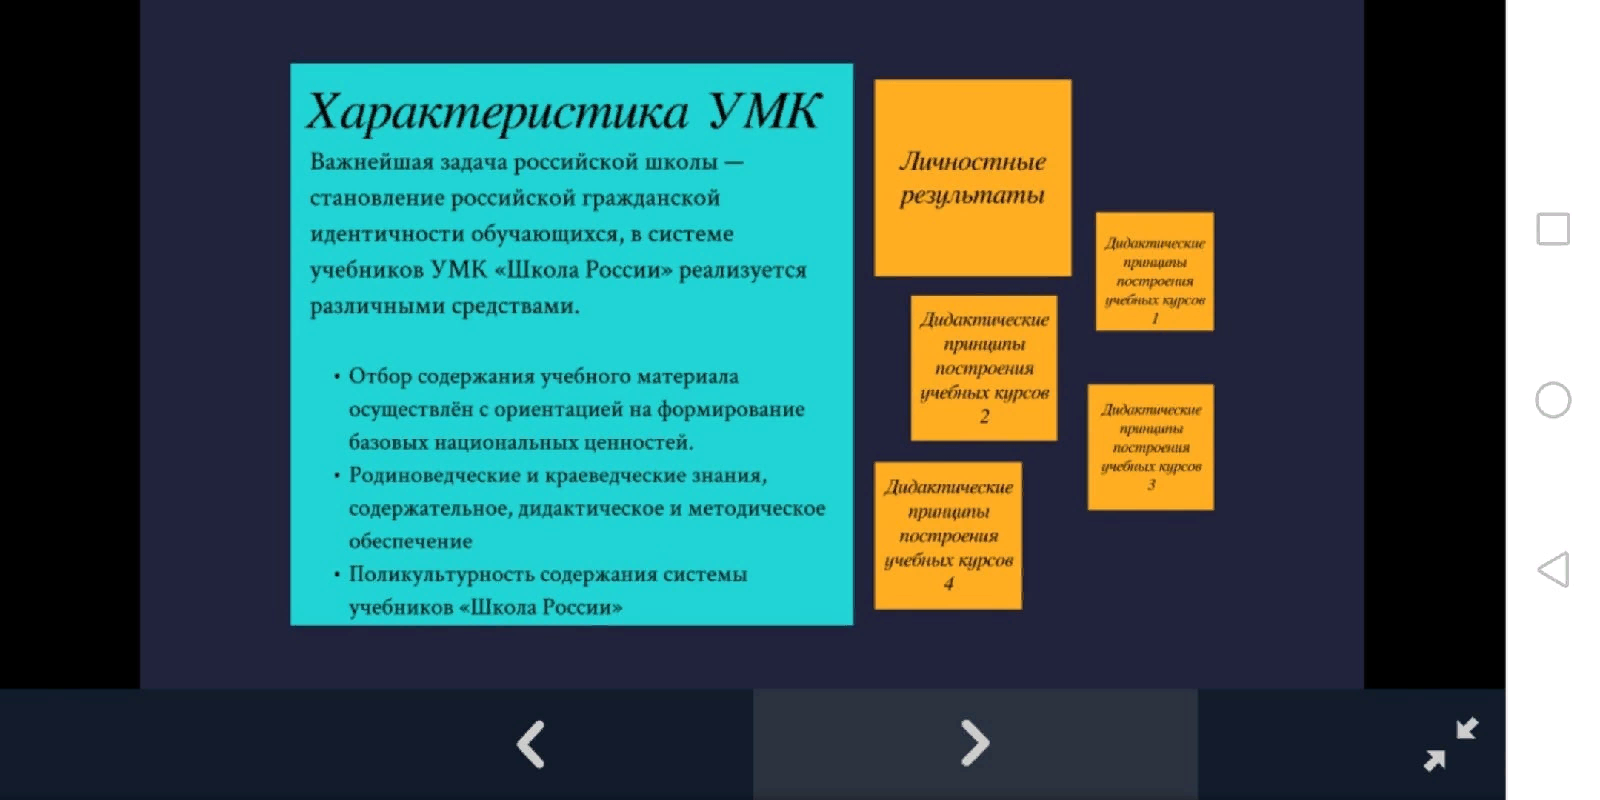 Характеристика УМК
Важнейшая задача российской школы —
становление российской гражданской
идентичности обучающихся, в системе
учебников УМК «Школа России» реализуется
различными средствами.
• Отбор содержания учебного материала
осуществлён с ориентацией на формирование
базовых национальных ценностей.
• Родиноведческие и краеведческие знания,
содержательное, дидактическое и методическое
обеспечение
• Поликультурность содержания системы
учебников «Школа России»
Личностные
результаты
Дидактические
принципы
построения
учебных курсов
1
Дидактические
принципы
построения
учебных курсов
2
Дидактические
принципы
построения
учебных курсов
3
Дидактические
принципы
построения
учебных курсов
4